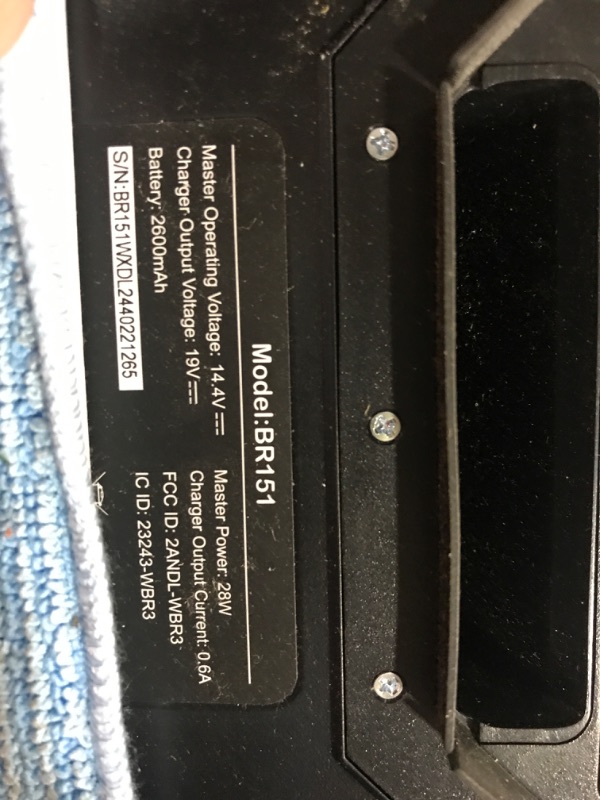 Model:BR151
Master Operating Voltage: 14.4V⎓ Master Power: 28W
Charger Output Voltage: 19V⎓ Charger Output Current: 0.6A
Battery: 2600mAh FCC ID: 2ANDL-WBR3
S/N:BR151WXDL2440221265 IC ID: 23243-WBR3